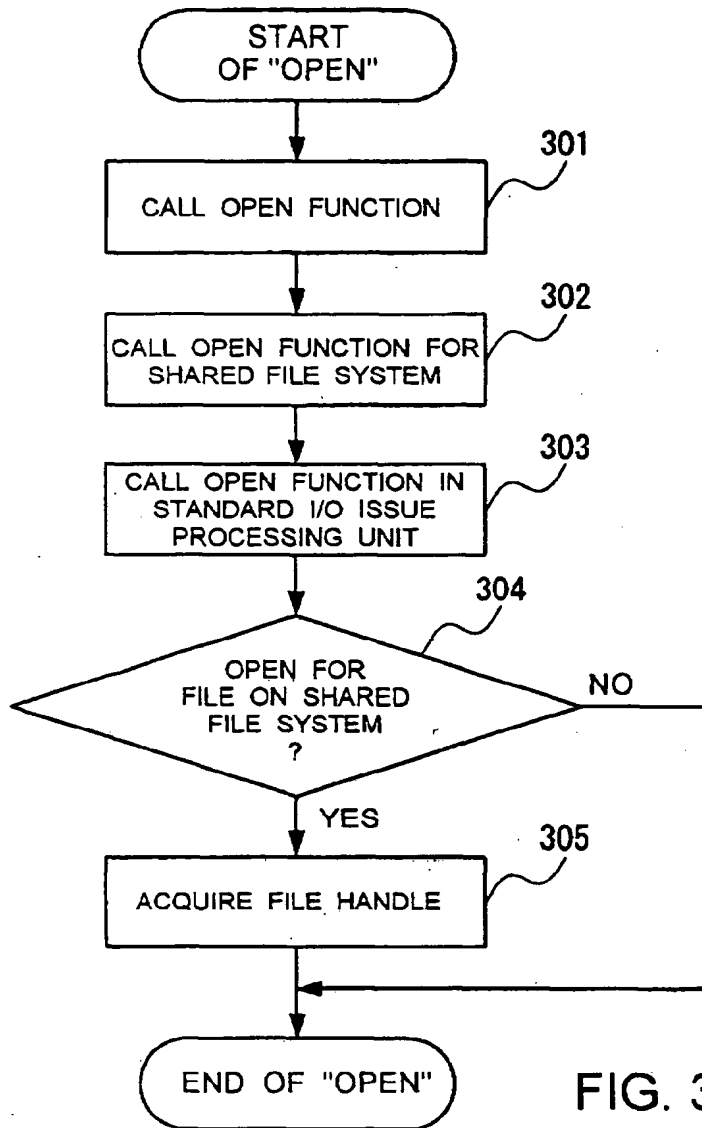 START
OF "OPEN"
301
CALL OPEN FUNCTION
302
CALL OPEN FUNCTION FOR
SHARED FILE SYSTEM
303
CALL OPEN FUNCTION IN
STANDARD I/O ISSUE
PROCESSING UNIT
304
OPEN FOR
FILE ON SHARED
FILE SYSTEM
?
NO
YES
305
ACQUIRE FILE HANDLE
END OF "OPEN"
FIG. 3